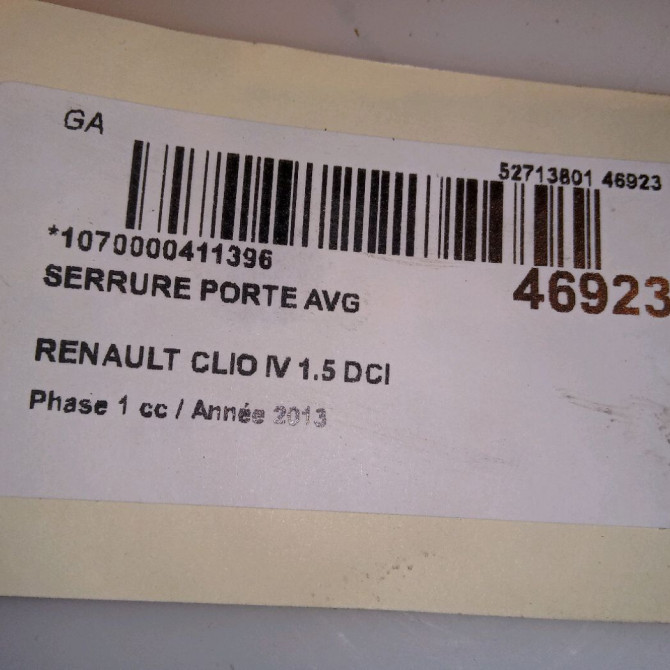 GA
52713801 46923
*1070000411396
46923
SERRURE PORTE AVG
RENAULT CLIO IV 1.5 DCI
Phase 1 cc / Année 2013